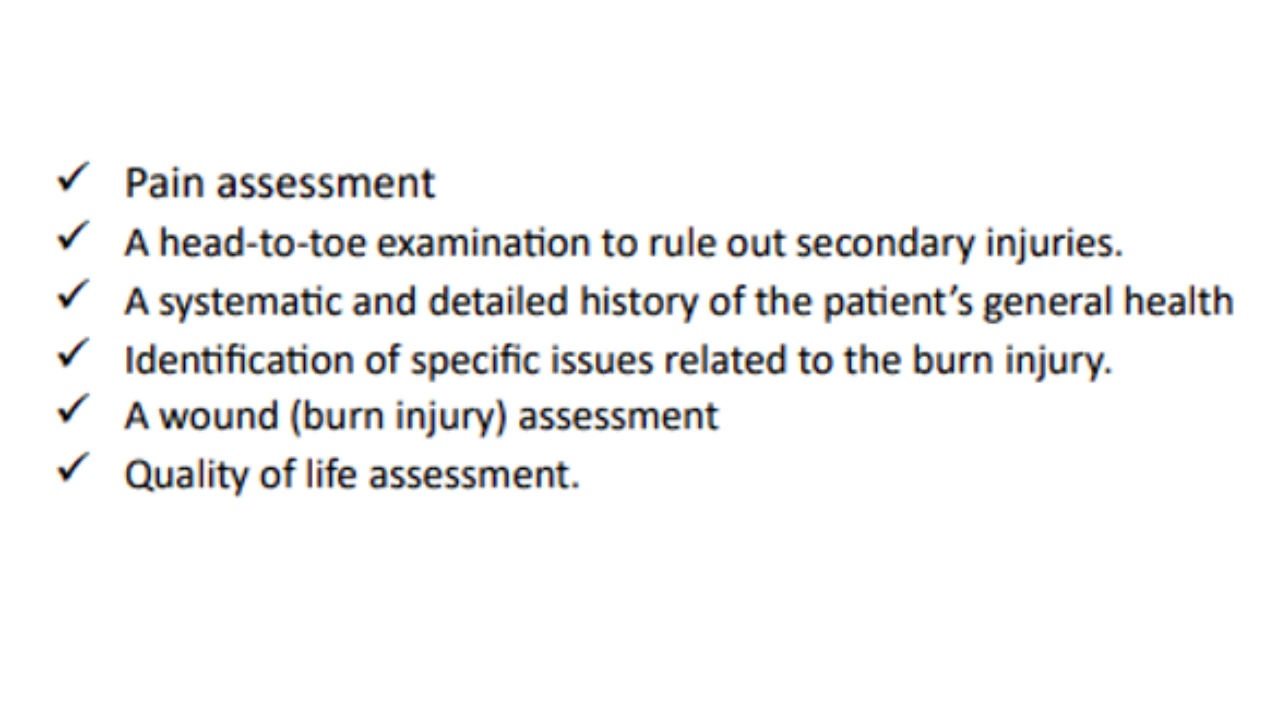 ✓ Pain assessment
✓ A head-to-toe examination to rule out secondary injuries.
✓ A systematic and detailed history of the patient’s general health
✓ Identification of specific issues related to the burn injury.
✓ A wound (burn injury) assessment
✓ Quality of life assessment.